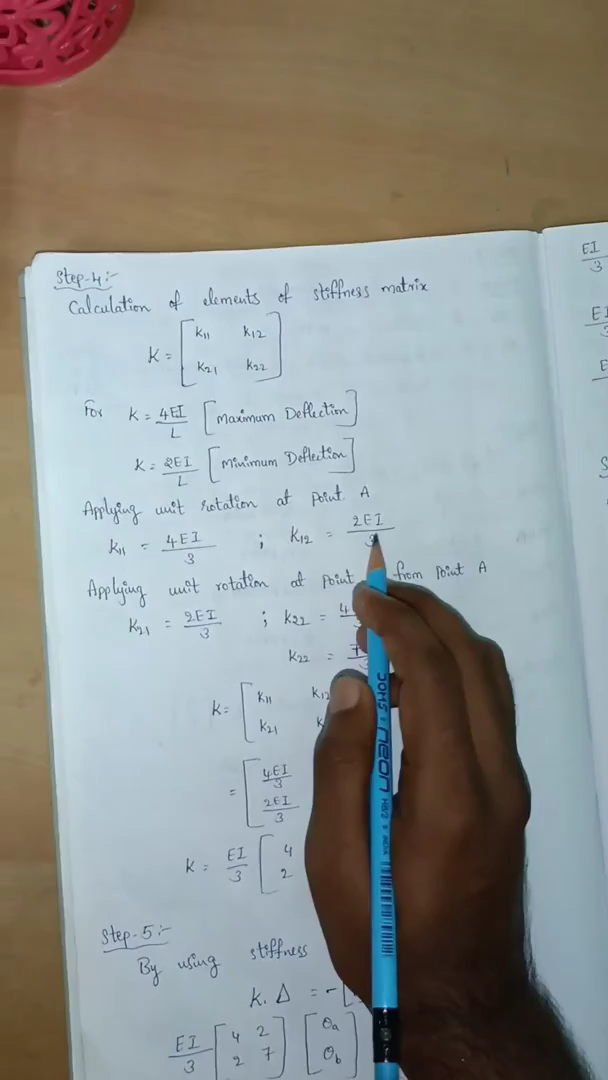 Step-4:-
Calculation of elements of stiffness matrix
K = [ K11 K12
K21 K22 ]
For K = 4EI/L [Maximum Deflection]
K = 2EI/L [Minimum Deflection]
Applying unit rotation at point A
K11 = 4EI/3 ; K12 = 2EI/3
Applying unit rotation at point from point A
K21 = 2EI/3 ; K22 = 4
K22 = 7
K = [ K11 K12
K21
= [ 4EI/3
2EI/3
K = EI/3 [ 4
2
Step-5:-
By using stiffness
K. Δ = - [
EI/3 [ 4 2
2 7 ] [ θa
θb
EI/3
DOMS neon HB/2 INDIA